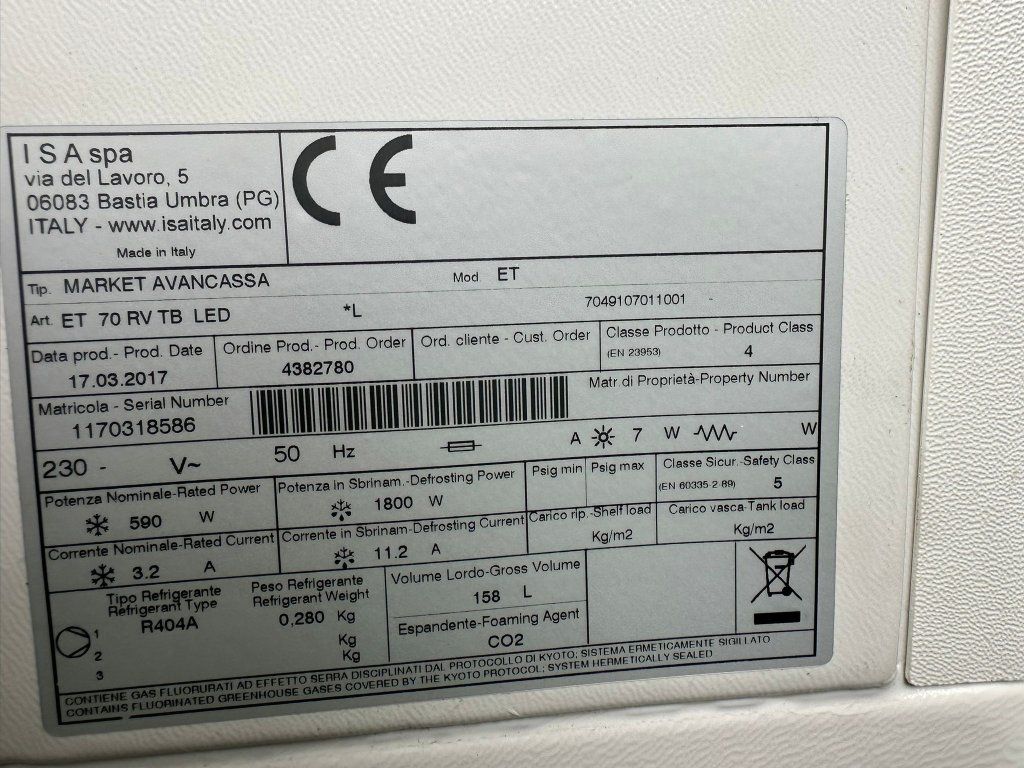 I S A spa
via del Lavoro, 5
06083 Bastia Umbra (PG)
ITALY - www.isaitaly.com
Made in Italy
CE
Tip. MARKET AVANCASSA Mod. ET
Art. ET 70 RV TB LED *L 7049107011001 -
Data prod.- Prod. Date
17.03.2017
Ordine Prod.- Prod. Order
4382780
Ord. cliente - Cust. Order
Classe Prodotto - Product Class
(EN 23953) 4
Matricola - Serial Number
1170318586
Matr.di Proprietà-Property Number
230 - V~ 50 Hz A 7 W W
Potenza Nominale-Rated Power
590 W
Potenza in Sbrinam.-Defrosting Power
1800 W
Psig min Psig max
Classe Sicur.-Safety Class
(EN 60335-2-89) 5
Corrente Nominale-Rated Current
3.2 A
Corrente in Sbrinam-Defrosting Current
11.2 A
Carico rip.-Shelf load
Kg/m2
Carico vasca-Tank load
Kg/m2
Tipo Refrigerante
Refrigerant Type
R404A
Peso Refrigerante
Refrigerant Weight
1 0,280 Kg
2 Kg
3 Kg
Volume Lordo-Gross Volume
158 L
Espandente-Foaming Agent
CO2
CONTIENE GAS FLUORURATI AD EFFETTO SERRA DISCIPLINATI DAL PROTOCOLLO DI KYOTO; SISTEMA ERMETICAMENTE SIGILLATO
CONTAINS FLUORINATED GREENHOUSE GASES COVERED BY THE KYOTO PROTOCOL; SYSTEM HERMETICALLY SEALED